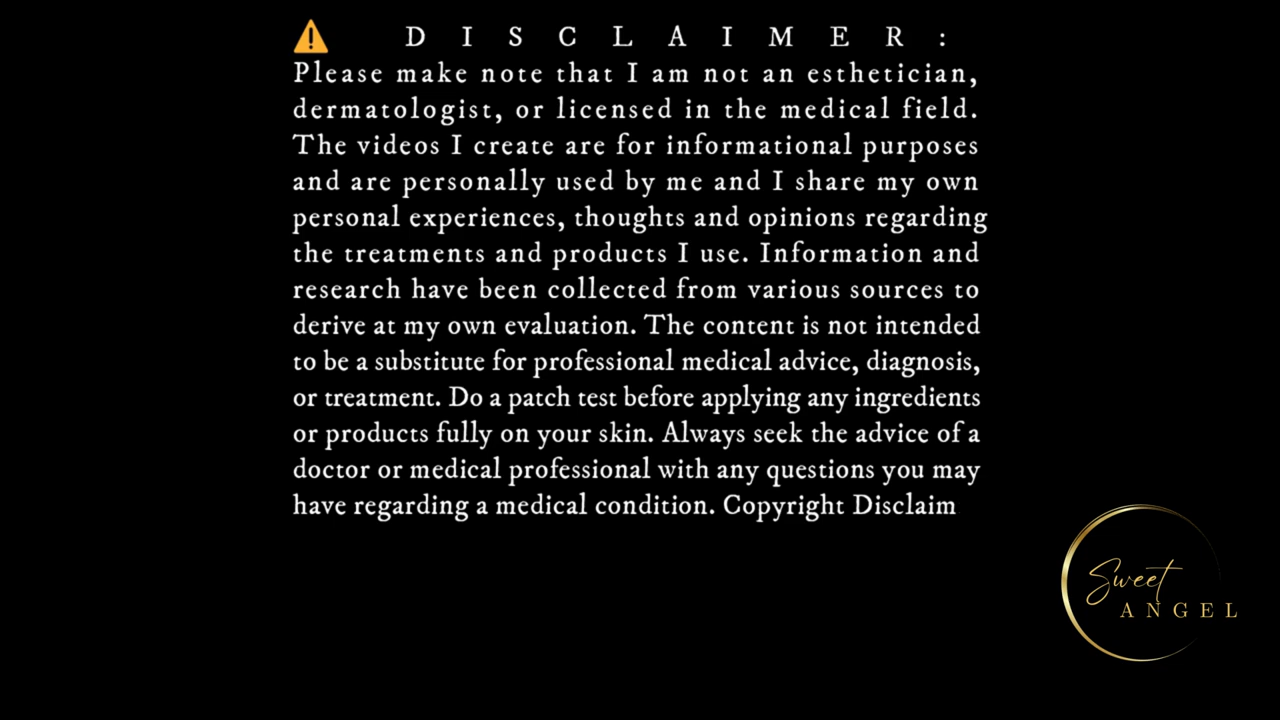 ⚠️ D I S C L A I M E R :
Please make note that I am not an esthetician,
dermatologist, or licensed in the medical field.
The videos I create are for informational purposes
and are personally used by me and I share my own
personal experiences, thoughts and opinions regarding
the treatments and products I use. Information and
research have been collected from various sources to
derive at my own evaluation. The content is not intended
to be a substitute for professional medical advice, diagnosis,
or treatment. Do a patch test before applying any ingredients
or products fully on your skin. Always seek the advice of a
doctor or medical professional with any questions you may
have regarding a medical condition. Copyright Disclaim
Sweet
ANGEL